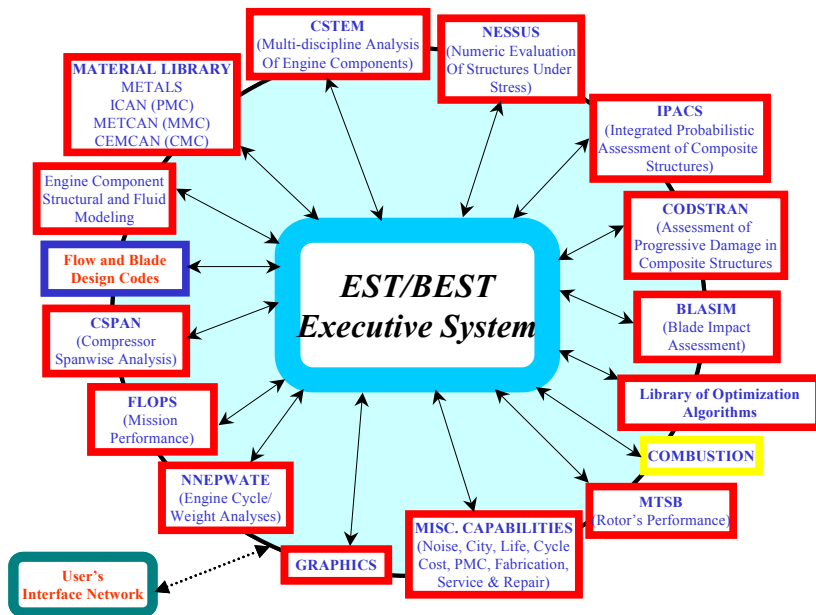 CSTEM
(Multi-discipline Analysis
Of Engine Components)
NESSUS
(Numeric Evaluation
Of Structures Under
Stress)
MATERIAL LIBRARY
METALS
ICAN (PMC)
METCAN (MMC)
CEMCAN (CMC)
IPACS
(Integrated Probabilistic
Assessment of Composite
Structures)
Engine Component
Structural and Fluid
Modeling
CODSTRAN
(Assessment of
Progressive Damage in
Composite Structures
Flow and Blade
Design Codes
EST/BEST
Executive System
CSPAN
(Compressor
Spanwise Analysis)
BLASIM
(Blade Impact
Assessment)
FLOPS
(Mission
Performance)
Library of Optimization
Algorithms
COMBUSTION
NNEPWATE
(Engine Cycle/
Weight Analyses)
MTSB
(Rotor's Performance)
MISC. CAPABILITIES
(Noise, City, Life, Cycle
Cost, PMC, Fabrication,
Service & Repair)
GRAPHICS
User's
Interface Network